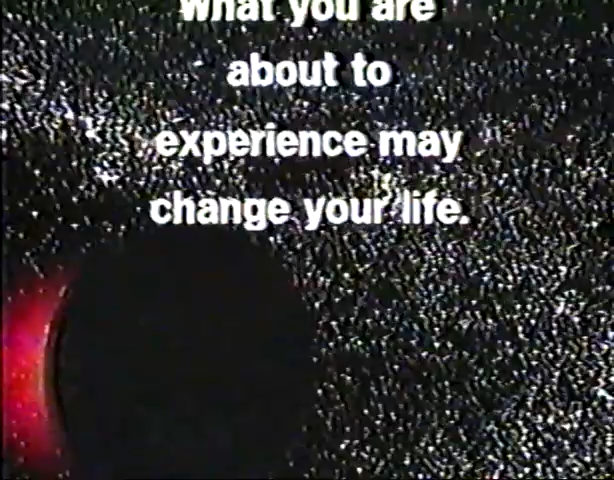 What you are
about to
experience may
change your life.